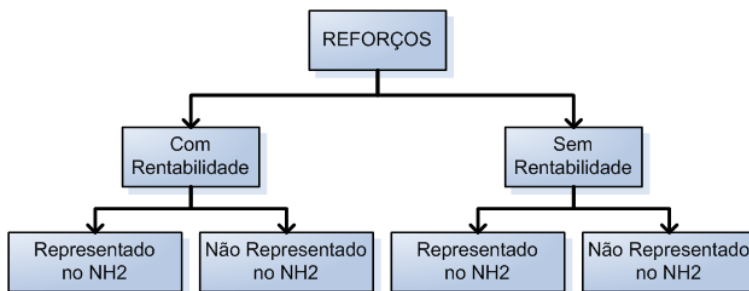 REFORÇOS
Com
Rentabilidade
Sem
Rentabilidade
Representado
no NH2
Não Representado
no NH2
Representado
no NH2
Não Representado
no NH2